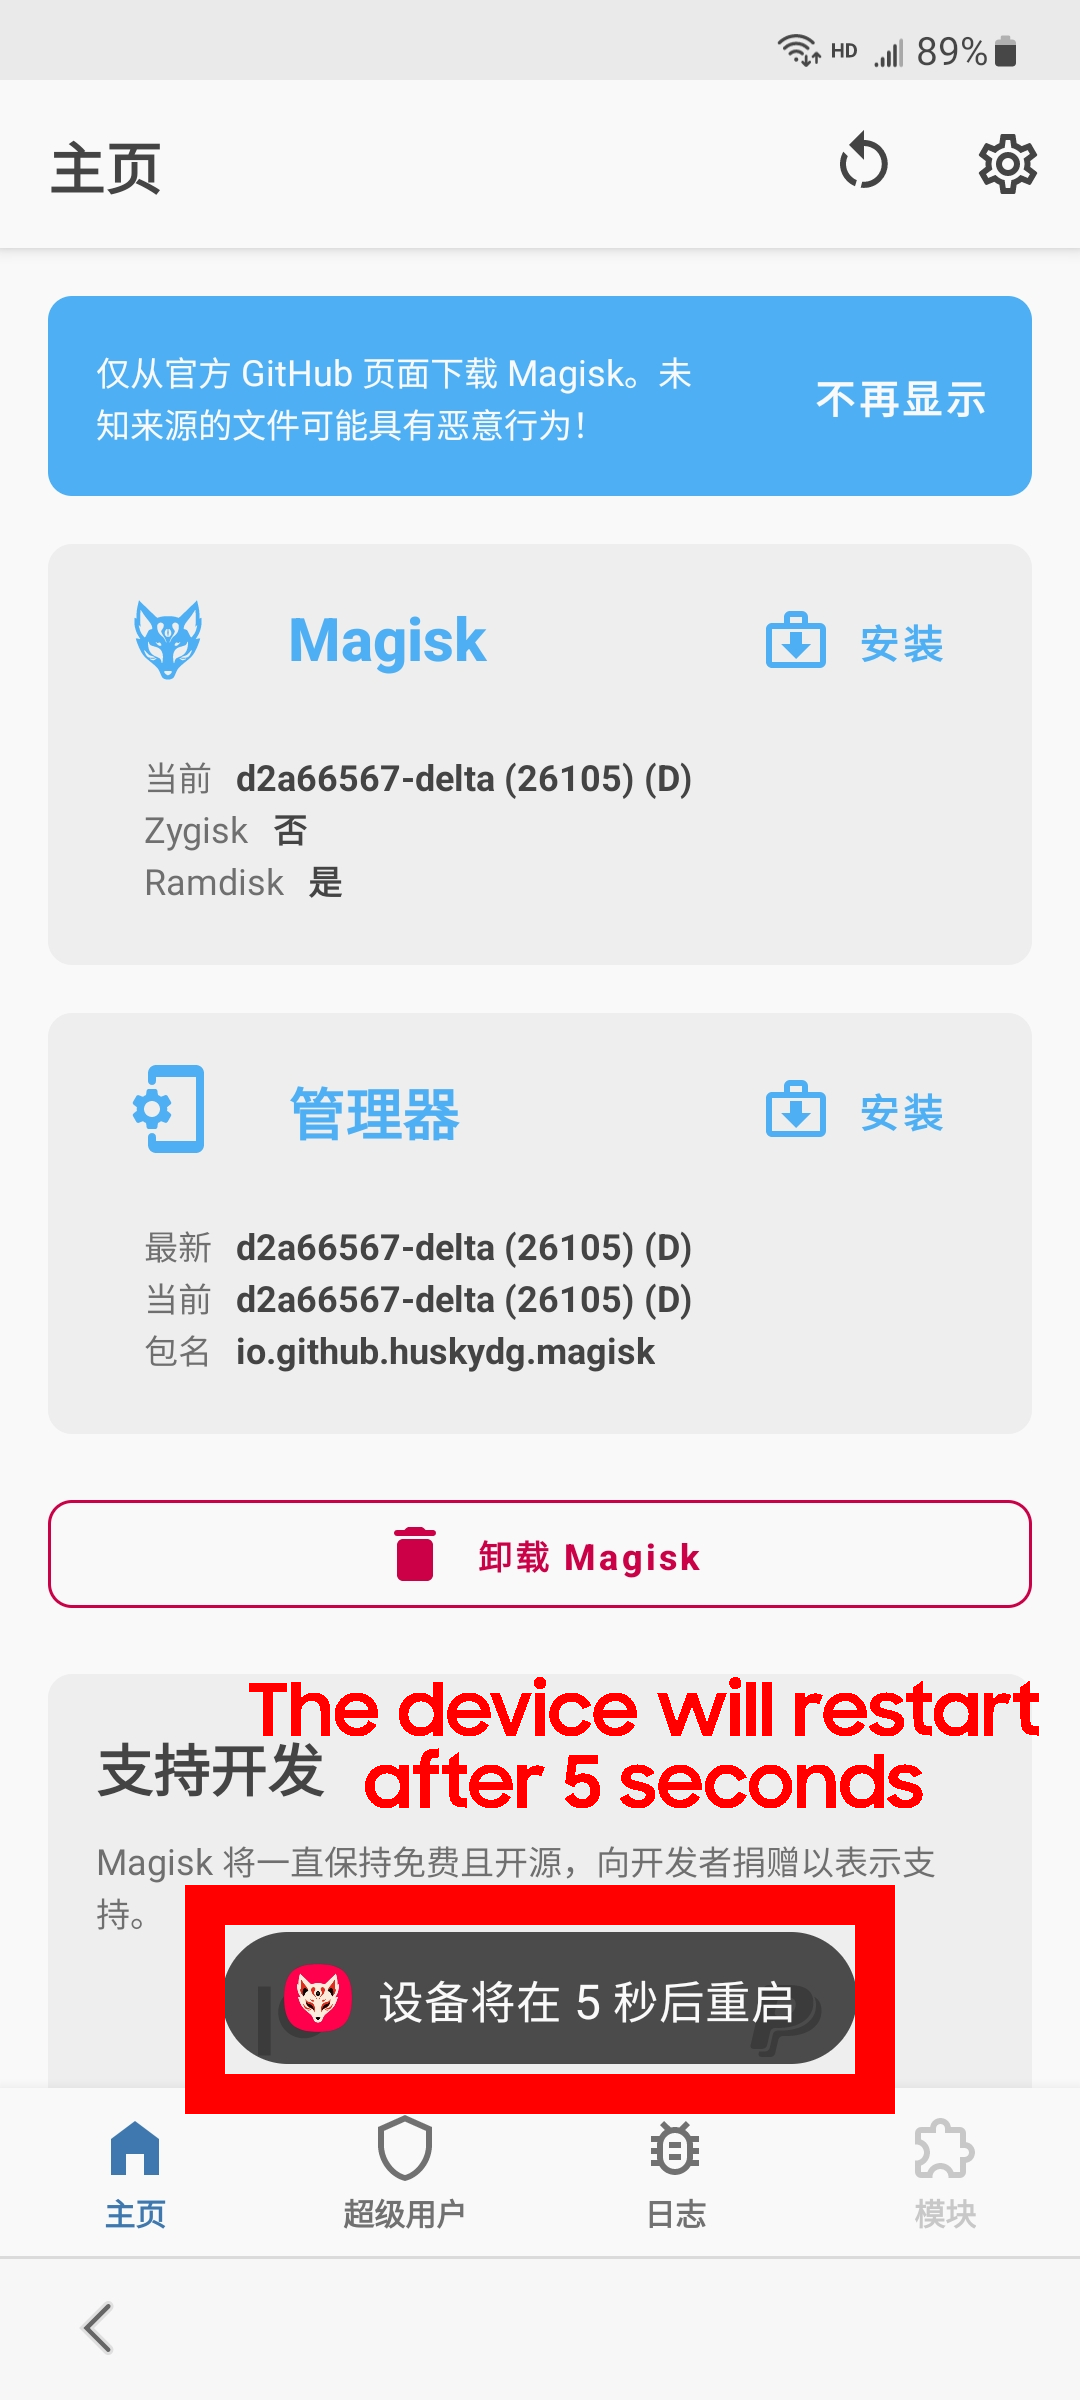 HD 89%
主页
仅从官方 GitHub 页面下载 Magisk。未
知来源的文件可能具有恶意行为!
不再显示
Magisk
安装
当前 d2a66567-delta (26105) (D)
Zygisk 否
Ramdisk 是
管理器
安装
最新 d2a66567-delta (26105) (D)
当前 d2a66567-delta (26105) (D)
包名 io.github.huskydg.magisk
卸载 Magisk
The device will restart
after 5 seconds
支持开发
Magisk 将一直保持免费且开源，向开发者捐赠以表示支
持。
设备将在 5 秒后重启
主页
超级用户
日志
模块